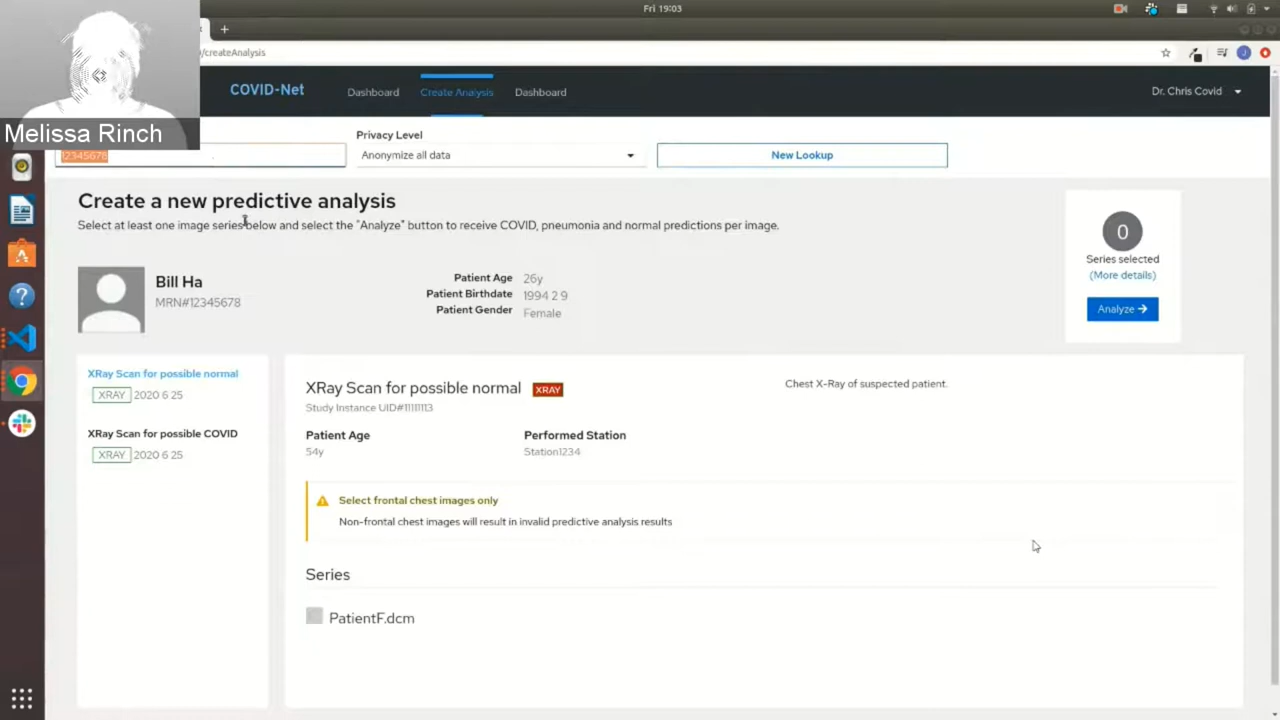 Fri 19:03
/createAnalysis
COVID-Net
Dashboard
Create Analysis
Dashboard
Dr. Chris Covid
Melissa Rinch
12345678
Privacy Level
Anonymize all data
New Lookup
Create a new predictive analysis
Select at least one image series below and select the "Analyze" button to receive COVID, pneumonia and normal predictions per image.
0
Series selected
(More details)
Analyze
Bill Ha
MRN#12345678
Patient Age 26y
Patient Birthdate 1994 2 9
Patient Gender Female
XRay Scan for possible normal
XRAY 2020 6 25
XRay Scan for possible COVID
XRAY 2020 6 25
XRay Scan for possible normal XRAY
Study Instance UID#11111113
Chest X-Ray of suspected patient.
Patient Age
54y
Performed Station
Station1234
Select frontal chest images only
Non-frontal chest images will result in invalid predictive analysis results
Series
PatientF.dcm